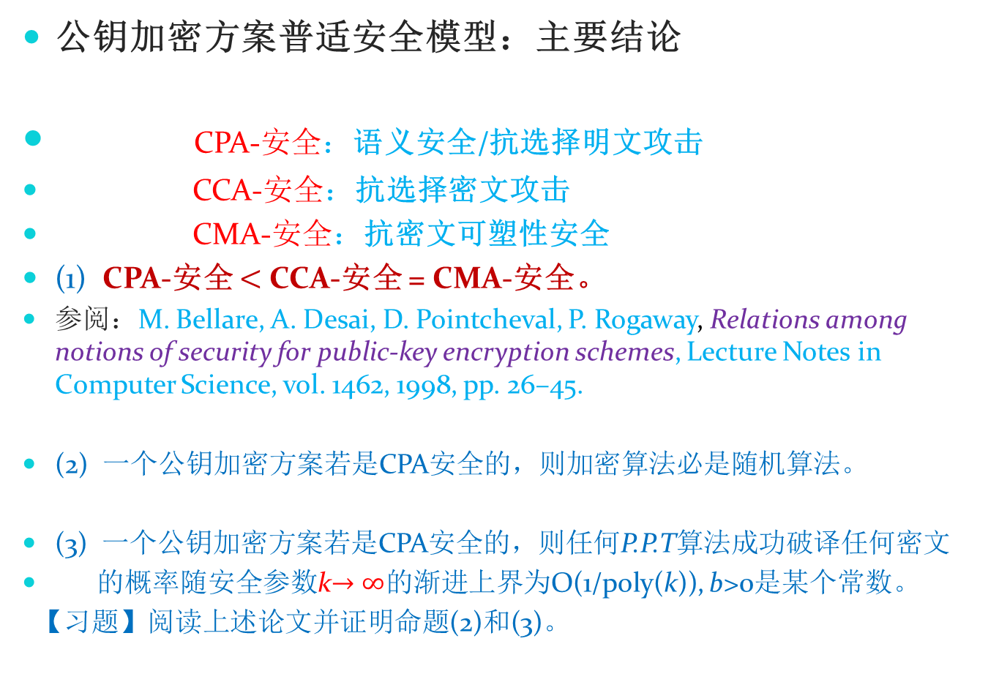 公钥加密方案普适安全模型：主要结论
CPA-安全：语义安全/抗选择明文攻击
CCA-安全：抗选择密文攻击
CMA-安全：抗密文可塑性安全
(1) CPA-安全 < CCA-安全 = CMA-安全。
参阅：M. Bellare, A. Desai, D. Pointcheval, P. Rogaway, Relations among
notions of security for public-key encryption schemes, Lecture Notes in
Computer Science, vol. 1462, 1998, pp. 26–45.
(2) 一个公钥加密方案若是CPA安全的，则加密算法必是随机算法。
(3) 一个公钥加密方案若是CPA安全的，则任何P.P.T算法成功破译任何密文
的概率随安全参数k→ ∞的渐进上界为O(1/poly(k)), b>0是某个常数。
【习题】阅读上述论文并证明命题(2)和(3)。